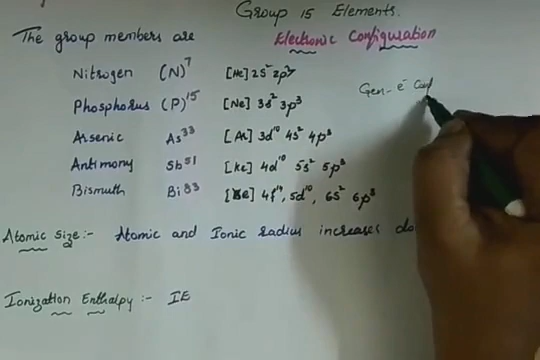 Group 15 Elements.
The group members are Electronic Configuration
Nitrogen (N)⁷ [He] 2s² 2p³
Phosphorus (P)¹⁵ [Ne] 3s² 3p³ Gen- e⁻ Conf
Arsenic As³³ [Ar] 3d¹⁰ 4s² 4p³
Antimony Sb⁵¹ [Kr] 4d¹⁰ 5s² 5p³
Bismuth Bi⁸³ [Xe] 4f¹⁴, 5d¹⁰, 6s² 6p³
Atomic Size:- Atomic and Ionic radius increases do
Ionization Enthalpy:- IE